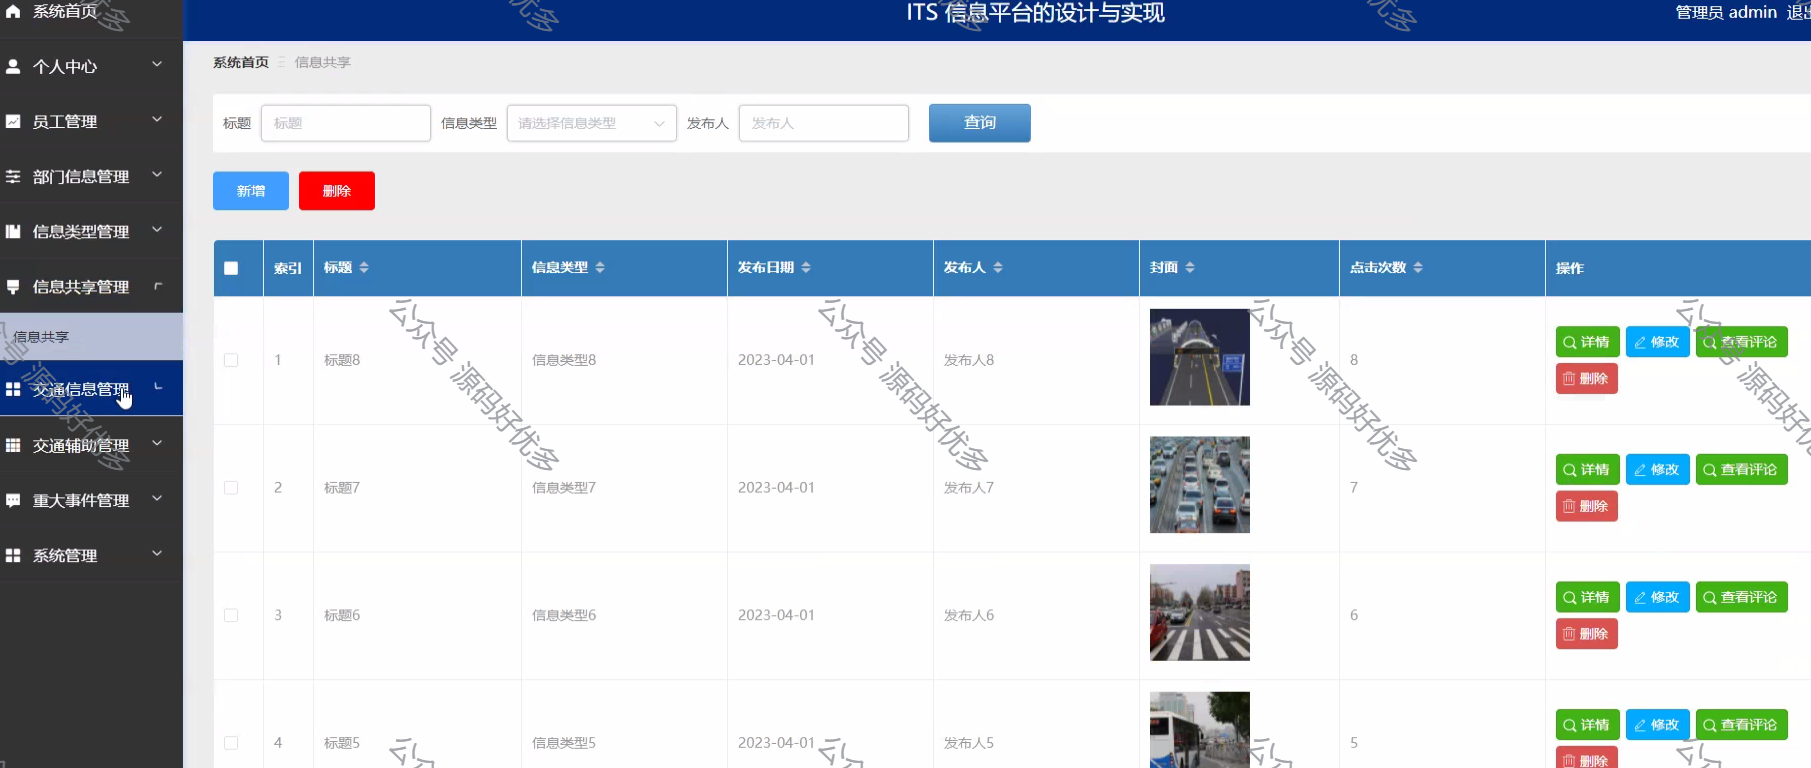 系统首页
ITS 信息平台的设计与实现
管理员 admin
个人中心
员工管理
部门信息管理
信息类型管理
信息共享管理
信息共享
交通信息管理
交通辅助管理
重大事件管理
系统管理
系统首页 信息共享
标题 标题 信息类型 请选择信息类型 发布人 发布人 查询
新增 删除
索引 标题 信息类型 发布日期 发布人 封面 点击次数 操作
1 标题8 信息类型8 2023-04-01 发布人8 8 详情 修改 查看评论
删除
2 标题7 信息类型7 2023-04-01 发布人7 7 详情 修改 查看评论
删除
3 标题6 信息类型6 2023-04-01 发布人6 6 详情 修改 查看评论
删除
4 标题5 信息类型5 2023-04-01 发布人5 5 详情 修改 查看评论
删除
公众号 源码好优多
公众号 源码好优多
公众号 源码好优多
公众号 源码好优多